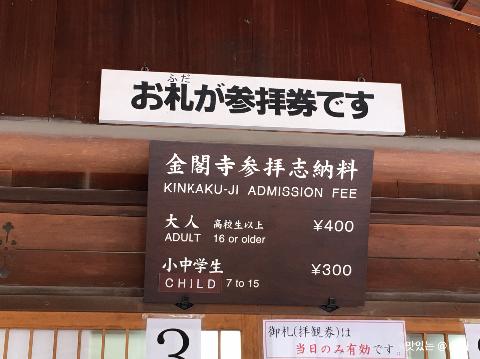 ふだ
お札が参拝券です
金閣寺参拝志納料
KINKAKU-JI ADMISSION FEE
大人 高校生以上 ¥400
ADULT 16 or older
小中学生 ¥300
CHILD 7 to 15
3
御札(拝観券)は
当日のみ有効です
맛있는 @